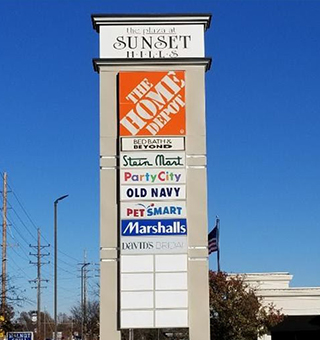 the plaza at
SUNSET
HILLS
THE
HOME
DEPOT
BED BATH &
BEYOND
Stein Mart
PartyCity
OLD NAVY
PETSMART
Marshalls
DAVID'S BRIDAL